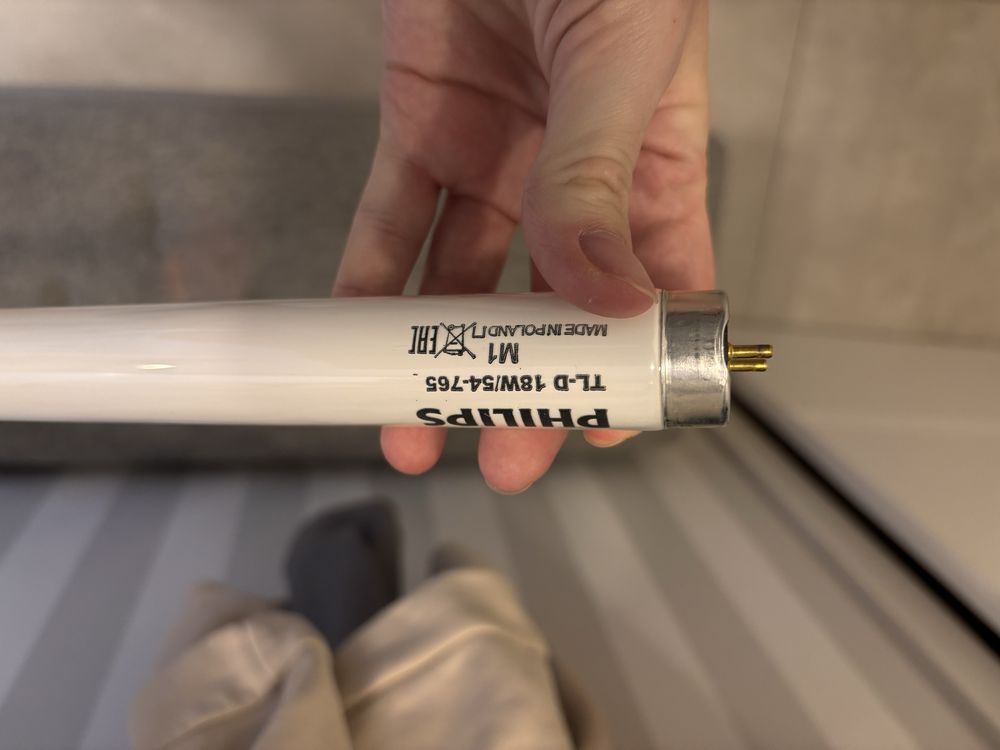 PHILIPS
TL-D 18W/54-765
M1
MADE IN POLAND EAC